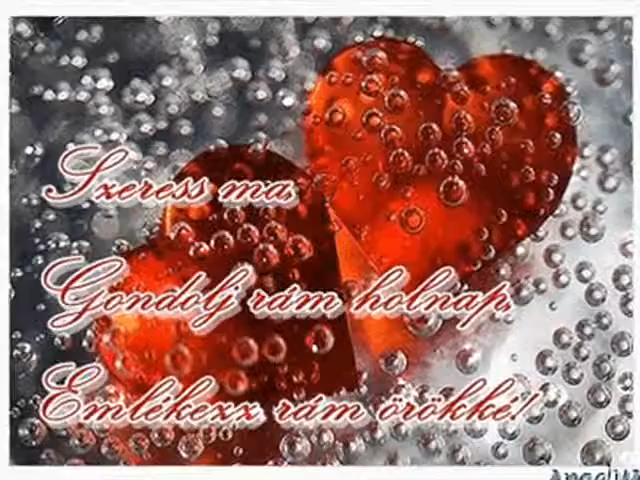 Szeress ma,
Gondolj rám holnap,
Emlékezz rám örökké!